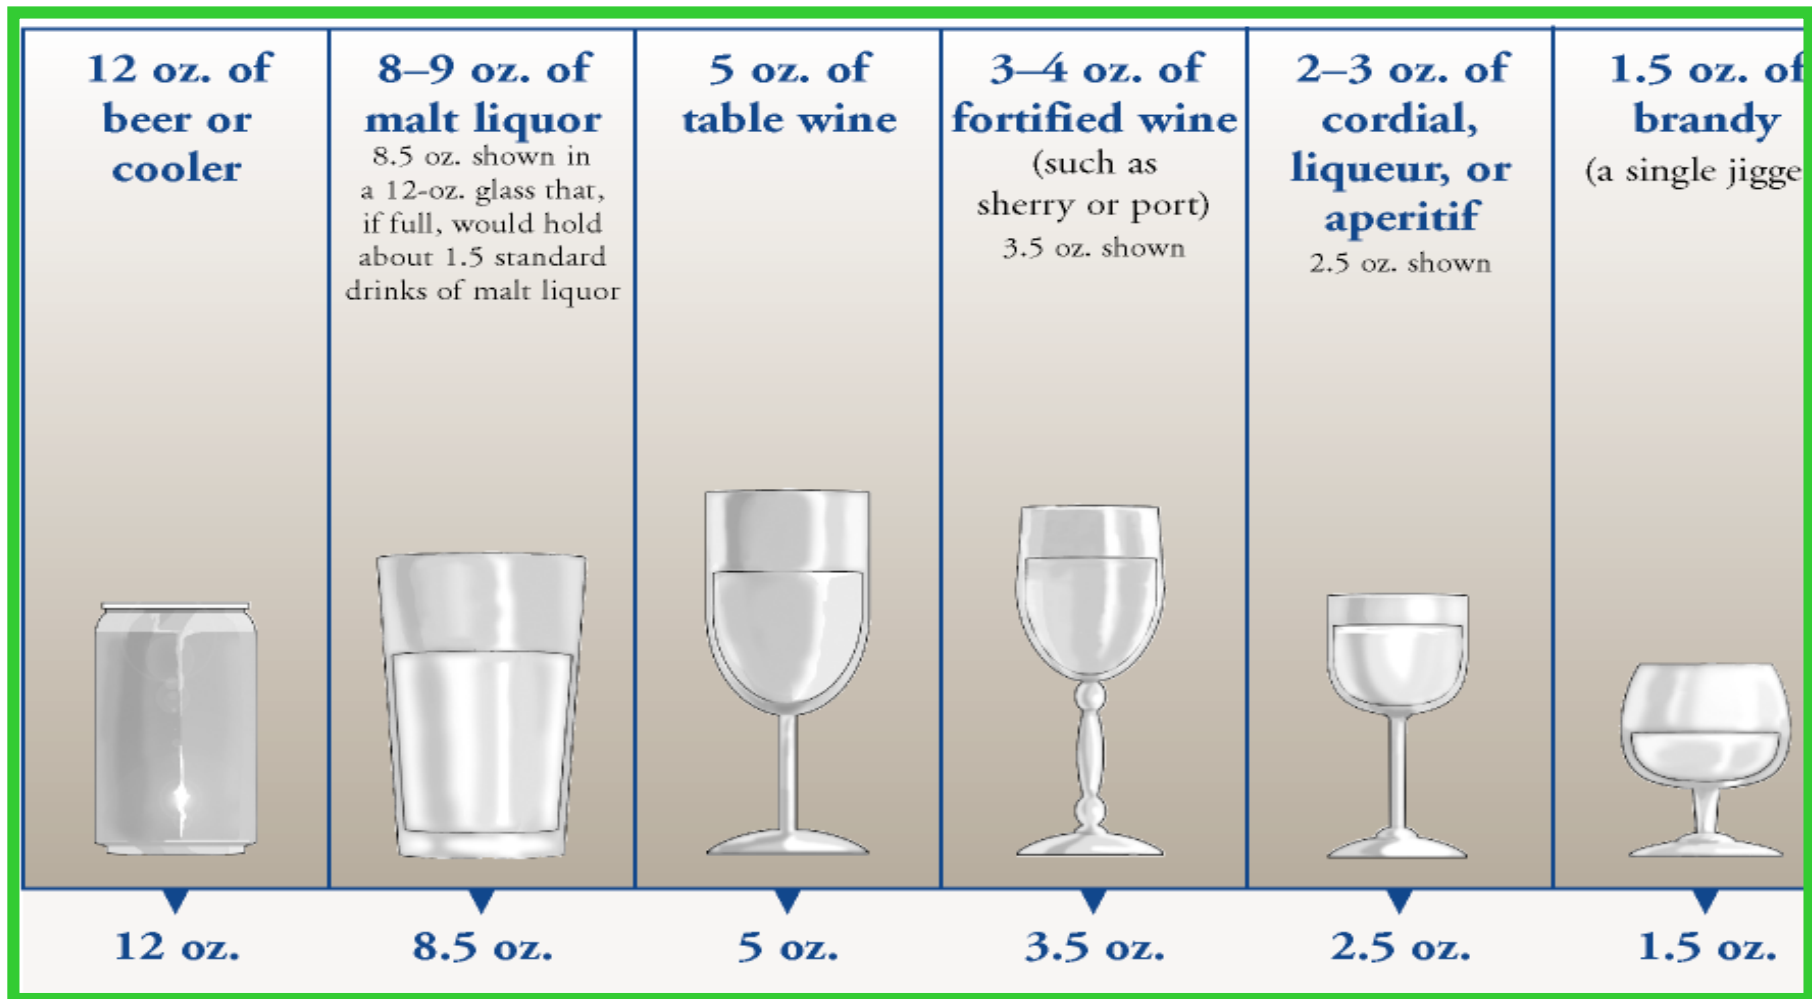 12 oz. of
beer or
cooler
8–9 oz. of
malt liquor
8.5 oz. shown in
a 12-oz. glass that,
if full, would hold
about 1.5 standard
drinks of malt liquor
5 oz. of
table wine
3–4 oz. of
fortified wine
(such as
sherry or port)
3.5 oz. shown
2–3 oz. of
cordial,
liqueur, or
aperitif
2.5 oz. shown
1.5 oz. of
brandy
(a single jigge
12 oz.
8.5 oz.
5 oz.
3.5 oz.
2.5 oz.
1.5 oz.